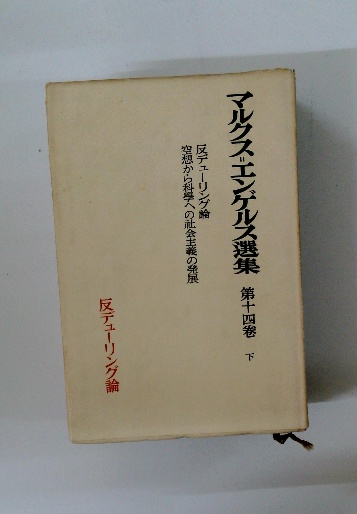 マルクス=エンゲルス選集 第十四卷 下
反デューリング論
空想から科學への社会主義の発展
反デューリング論